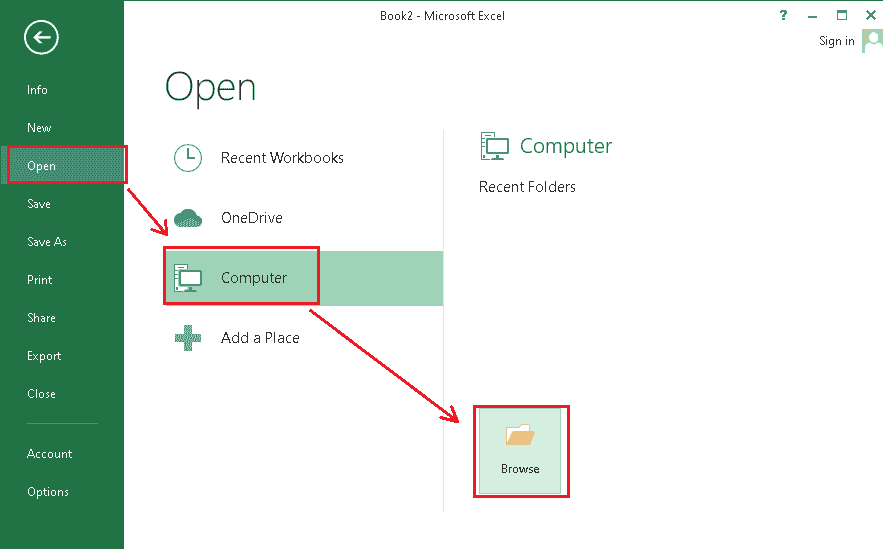 Book2 - Microsoft Excel
?
Sign in
Info
New
Open
Save
Save As
Print
Share
Export
Close
Account
Options
Open
Recent Workbooks
OneDrive
Computer
Add a Place
Computer
Recent Folders
Browse